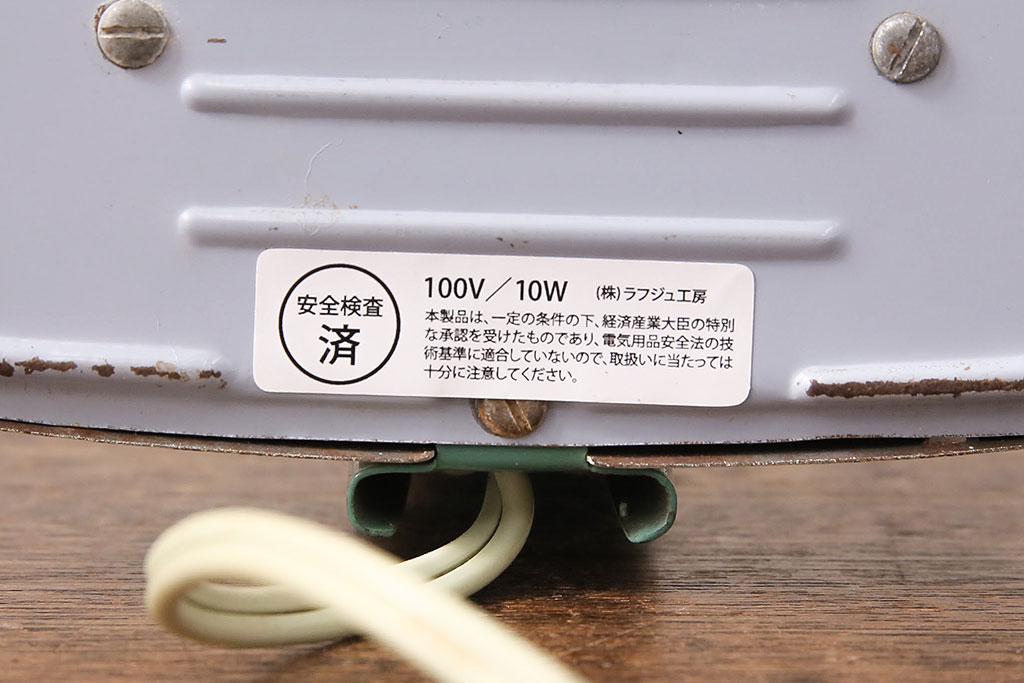 安全検査
済
100V／10W (株)ラフジュ工房
本製品は、一定の条件の下、経済産業大臣の特別
な承認を受けたものであり、電気用品安全法の技
術基準に適合していないので、取扱いに当たっては
十分に注意してください。